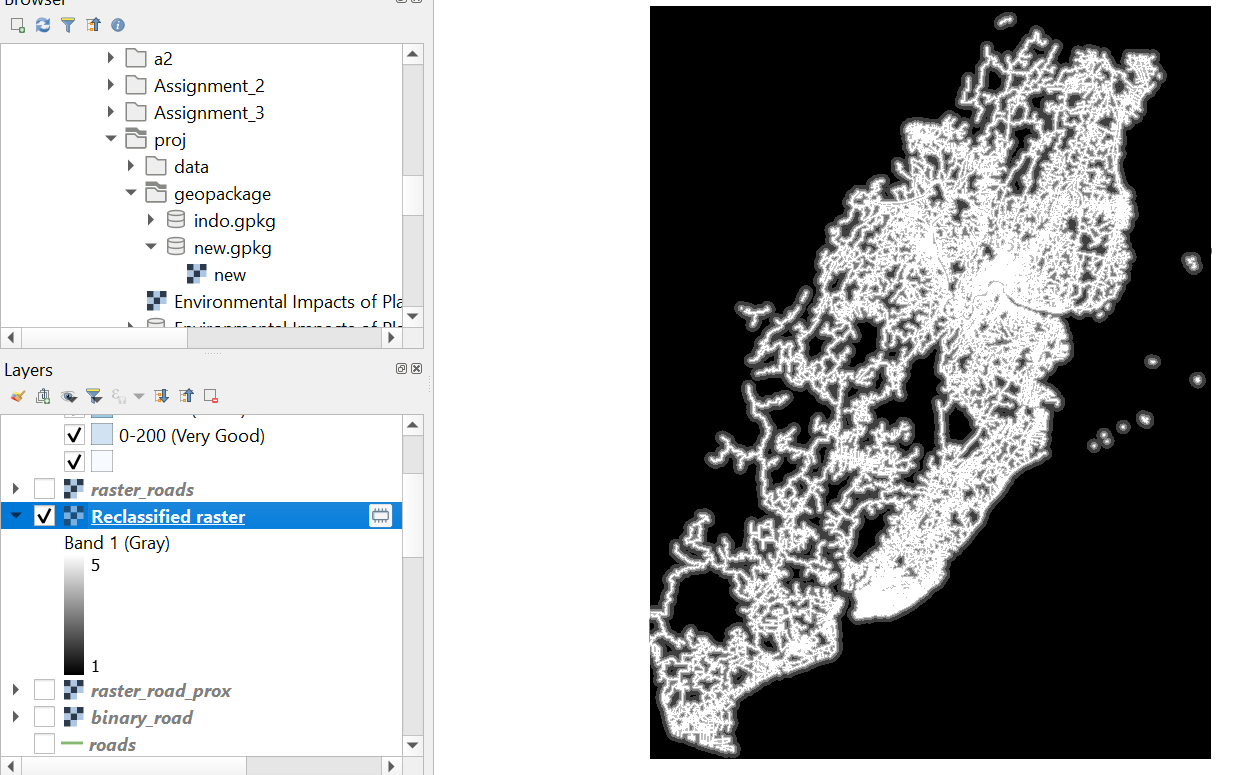 Browser
a2
Assignment_2
Assignment_3
proj
data
geopackage
indo.gpkg
new.gpkg
new
Environmental Impacts of Pla
Environmental Impacts of Pla
Layers
0-200 (Very Good)
raster_roads
Reclassified raster
Band 1 (Gray)
5
1
raster_road_prox
binary_road
roads